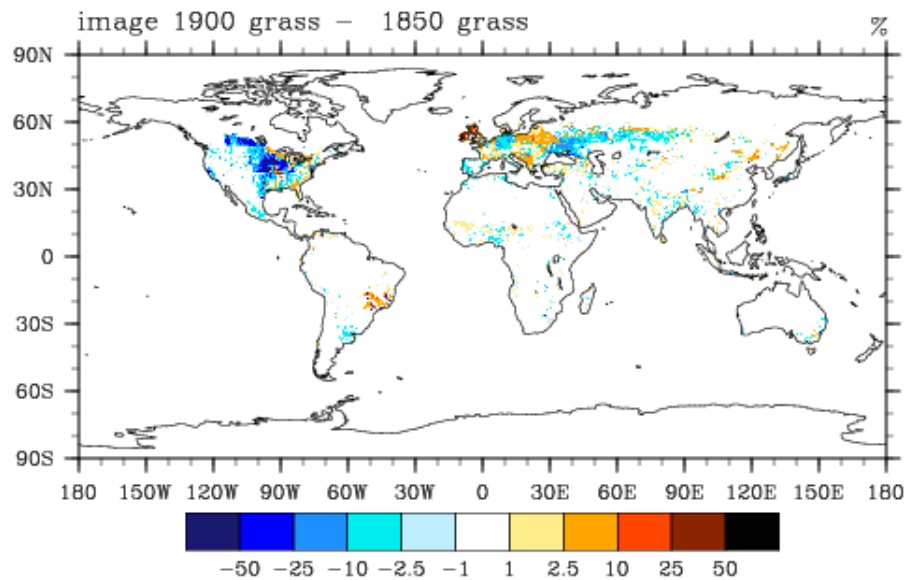 image 1900 grass – 1850 grass %
90N
60N
30N
0
30S
60S
90S
180 150W 120W 90W 60W 30W 0 30E 60E 90E 120E 150E 180
−50 −25 −10 −2.5 −1 1 2.5 10 25 50